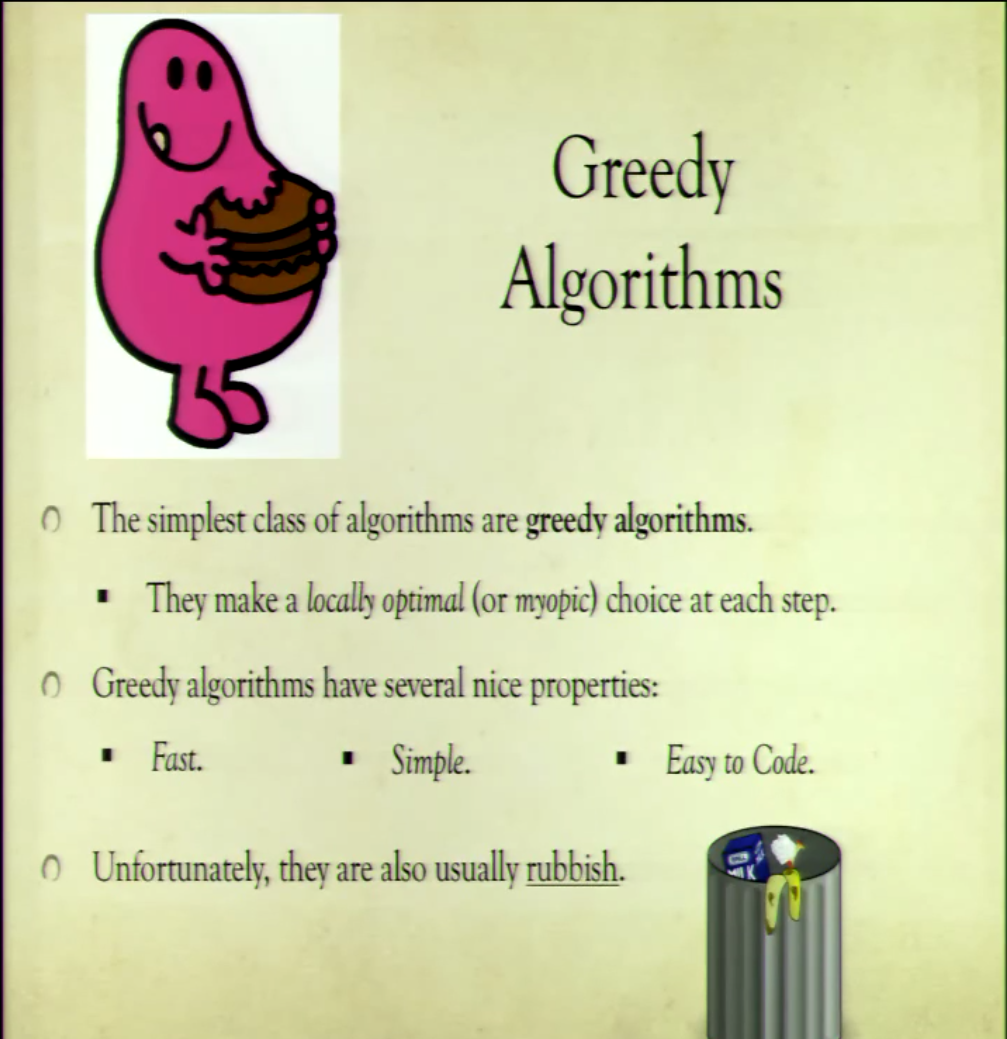 Greedy
Algorithms
The simplest class of algorithms are greedy algorithms.
They make a locally optimal (or myopic) choice at each step.
Greedy algorithms have several nice properties:
Fast. Simple. Easy to Code.
Unfortunately, they are also usually rubbish.
MILK